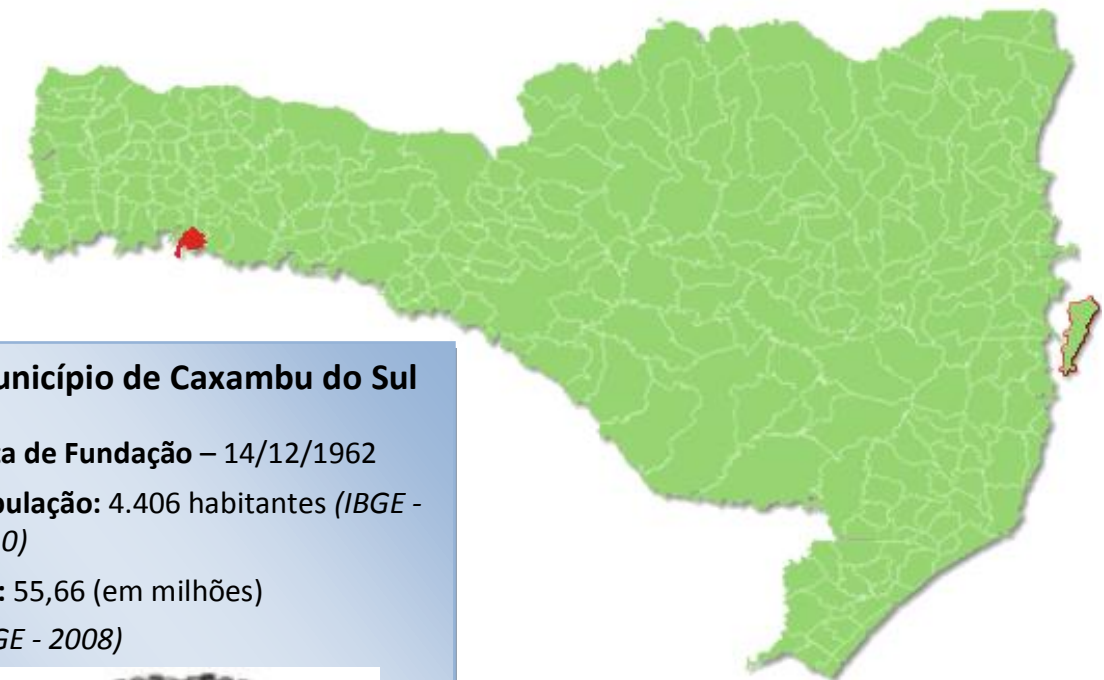 unicípio de Caxambu do Sul
ta de Fundação – 14/12/1962
pulação: 4.406 habitantes (IBGE -
0)
: 55,66 (em milhões)
GE - 2008)